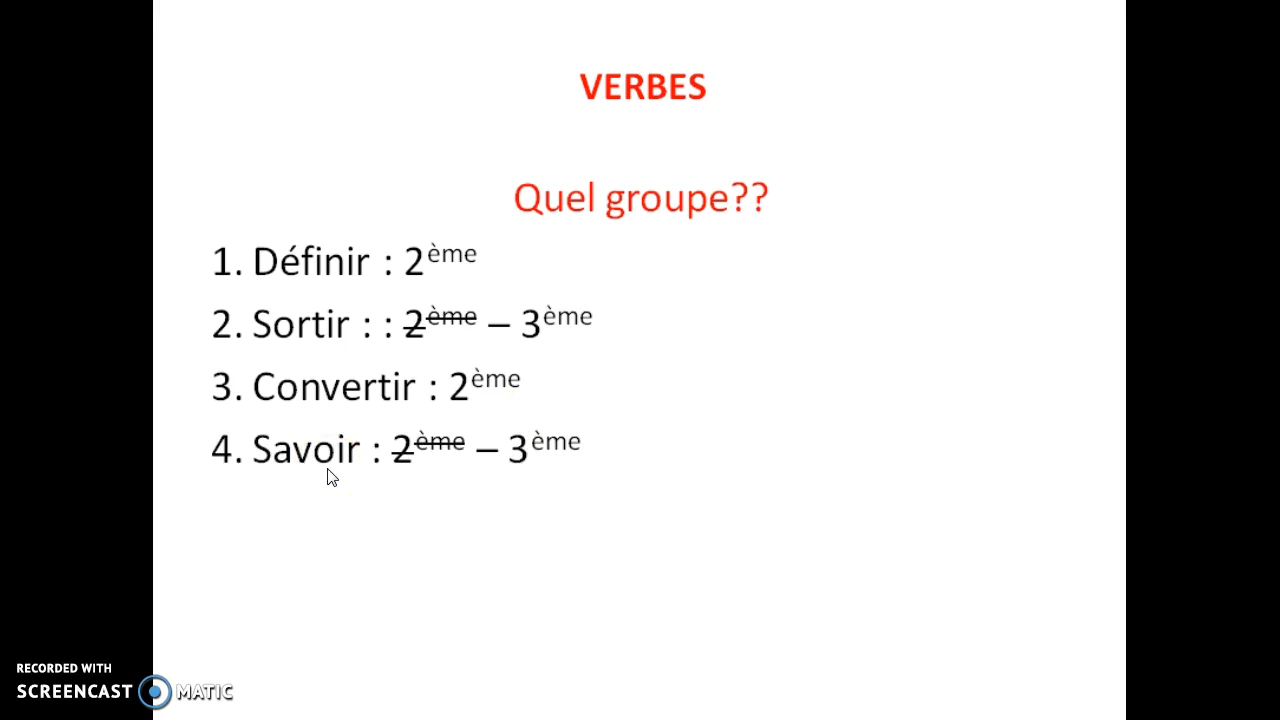 VERBES
Quel groupe??
1. Définir : 2ème
2. Sortir : : 2ème – 3ème
3. Convertir : 2ème
4. Savoir : 2ème – 3ème
RECORDED WITH
SCREENCAST MATIC